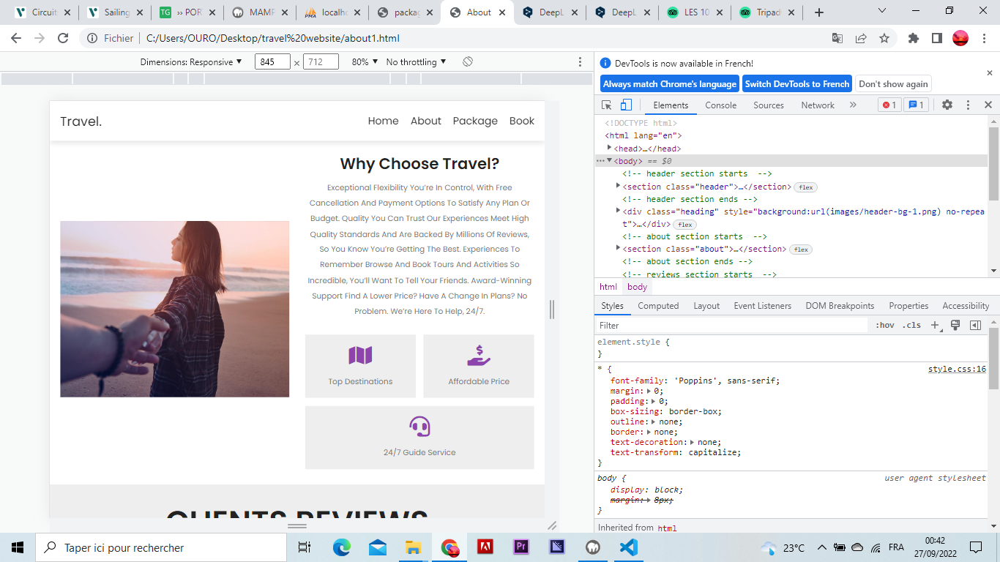 Circuit
Sailing
TG
›› POR
MAMP
localho
packag
About
DeepL
DeepL
LES 10
Tripadv
Fichier
C:/Users/OURO/Desktop/travel%20website/about1.html
Dimensions: Responsive
845
×
712
80%
No throttling
DevTools is now available in French!
Always match Chrome's language
Switch DevTools to French
Don't show again
Elements
Console
Sources
Network
1
1
Travel.
Home
About
Package
Book
Why Choose Travel?
Exceptional Flexibility You're In Control, With Free
Cancellation And Payment Options To Satisfy Any Plan Or
Budget. Quality You Can Trust Our Experiences Meet High
Quality Standards And Are Backed By Millions Of Reviews,
So You Know You're Getting The Best. Experiences To
Remember Browse And Book Tours And Activities So
Incredible, You'll Want To Tell Your Friends. Award-Winning
Support Find A Lower Price? Have A Change In Plans? No
Problem. We're Here To Help, 24/7.
Top Destinations
Affordable Price
24/7 Guide Service
CLIENTS REVIEWS
<!DOCTYPE html>
<html lang="en">
<head>…</head>
<body> == $0
<!-- header section starts  -->
<section class="header">…</section> flex
<!-- header section ends -->
<div class="heading" style="background:url(images/header-bg-1.png) no-repea
t">…</div> flex
<!-- about section starts  -->
<section class="about">…</section> flex
<!-- about section ends -->
<!-- reviews section starts  -->
html
body
Styles
Computed
Layout
Event Listeners
DOM Breakpoints
Properties
Accessibility
Filter
:hov
.cls
element.style {
}
* {
style.css:16
font-family: 'Poppins', sans-serif;
margin: 0;
padding: 0;
box-sizing: border-box;
outline: none;
border: none;
text-decoration: none;
text-transform: capitalize;
}
body {
user agent stylesheet
display: block;
margin: 8px;
}
Inherited from html
Taper ici pour rechercher
Pr
23°C
FRA
00:42
27/09/2022